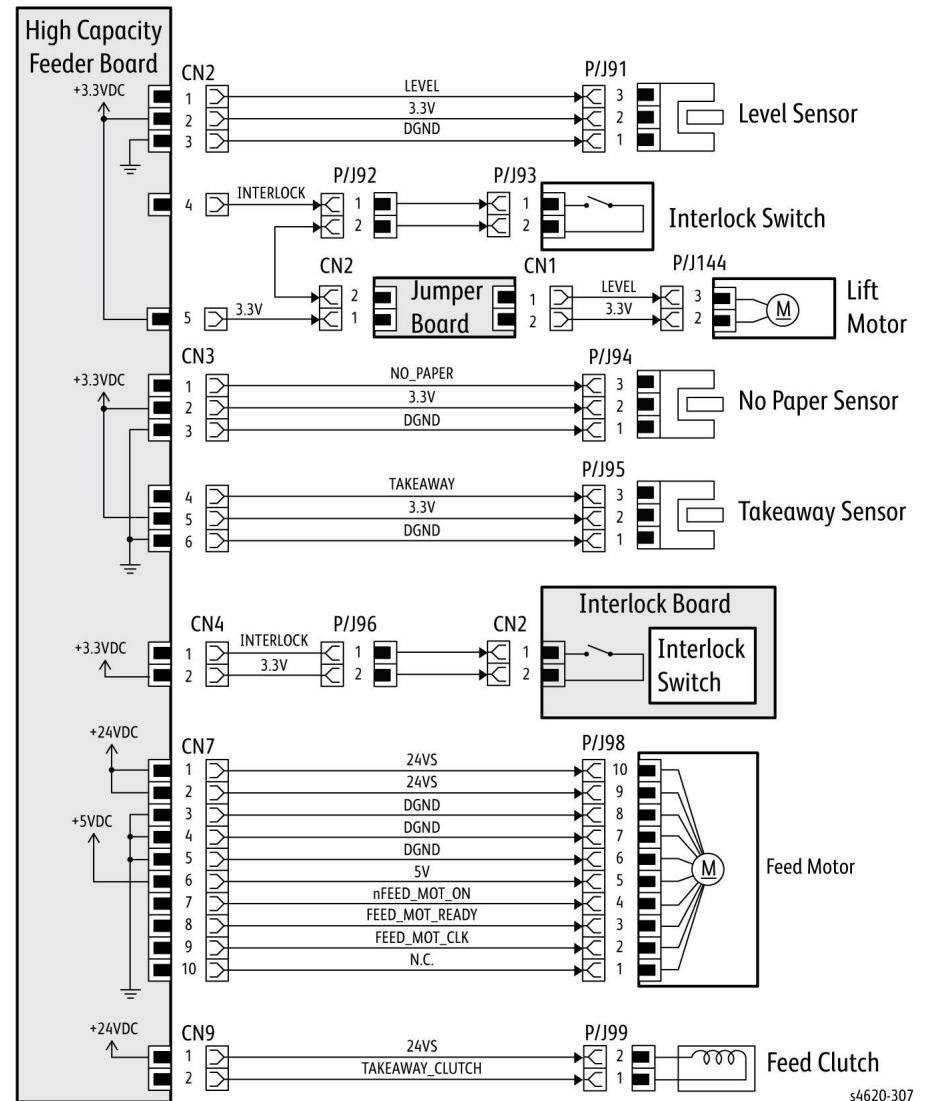 High Capacity
Feeder Board
+3.3VDC
CN2
P/J91
1 LEVEL 3
2 3.3V 2
3 DGND 1
Level Sensor
P/J92 P/J93
4 INTERLOCK 1 1
2 2
Interlock Switch
CN2 CN1 P/J144
2 Jumper 1 LEVEL 3
5 3.3V 1 Board 2 3.3V 2
M
Lift
Motor
CN3 P/J94
+3.3VDC
1 NO_PAPER 3
2 3.3V 2
3 DGND 1
No Paper Sensor
P/J95
4 TAKEAWAY 3
5 3.3V 2
6 DGND 1
Takeaway Sensor
Interlock Board
CN4 P/J96 CN2
+3.3VDC
1 INTERLOCK 1 1
2 3.3V 2 2
Interlock
Switch
+24VDC
CN7 P/J98
1 24VS 10
2 24VS 9
+5VDC
3 DGND 8
4 DGND 7
5 DGND 6
6 5V 5
7 nFEED_MOT_ON 4
8 FEED_MOT_READY 3
9 FEED_MOT_CLK 2
10 N.C. 1
M
Feed Motor
+24VDC
CN9 P/J99
1 24VS 2
2 TAKEAWAY_CLUTCH 1
Feed Clutch
s4620-307